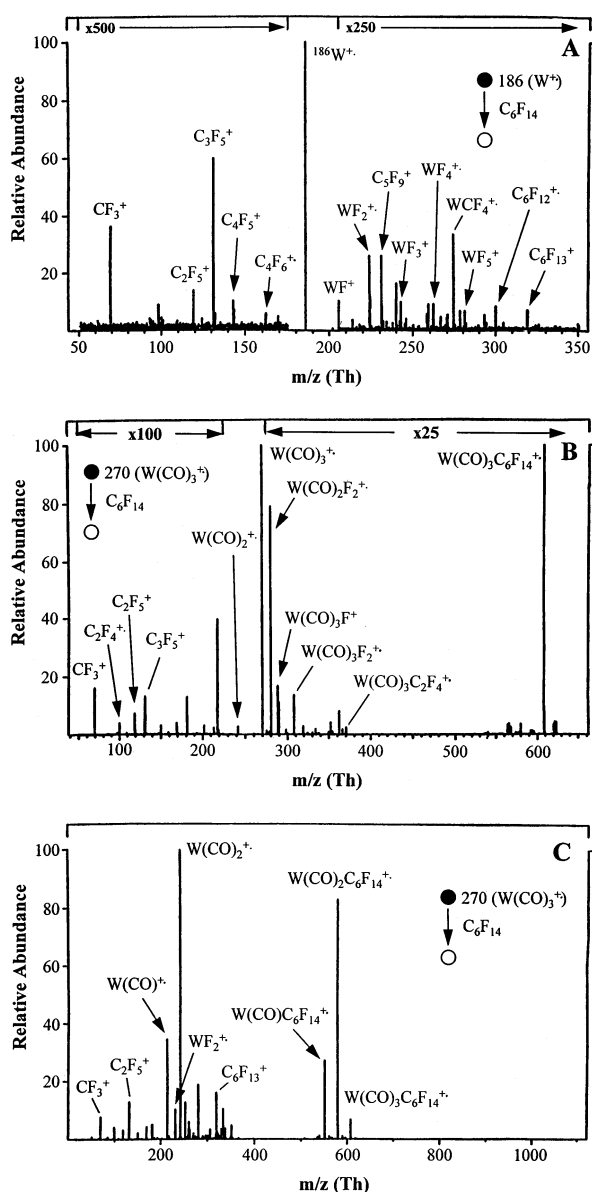 x500 x250
A
100
80
60
40
20
Relative Abundance
¹⁸⁶W⁺·
186 (W⁺·)
C₆F₁₄
CF₃⁺
C₃F₅⁺
C₂F₅⁺
C₄F₅⁺
C₄F₆⁺·
WF⁺
WF₂⁺·
C₅F₉⁺
WF₃⁺
WF₄⁺·
WCF₄⁺·
WF₅⁺
C₆F₁₂⁺·
C₆F₁₃⁺
50 100 150 200 250 300 350
m/z (Th)
x100 x25
B
100
80
60
40
20
Relative Abundance
270 (W(CO)₃⁺·)
C₆F₁₄
W(CO)₃⁺·
W(CO)₃C₆F₁₄⁺·
W(CO)₂F₂⁺·
W(CO)₂⁺·
C₂F₅⁺
C₂F₄⁺·
C₃F₅⁺
CF₃⁺
W(CO)₃F⁺
W(CO)₃F₂⁺·
W(CO)₃C₂F₄⁺·
100 200 300 400 500 600
m/z (Th)
C
100
80
60
40
20
Relative Abundance
W(CO)₂⁺·
W(CO)₂C₆F₁₄⁺·
270 (W(CO)₃⁺·)
C₆F₁₄
W(CO)⁺·
W(CO)C₆F₁₄⁺·
WF₂⁺·
C₂F₅⁺
CF₃⁺
C₆F₁₃⁺
W(CO)₃C₆F₁₄⁺·
200 400 600 800 1000
m/z (Th)